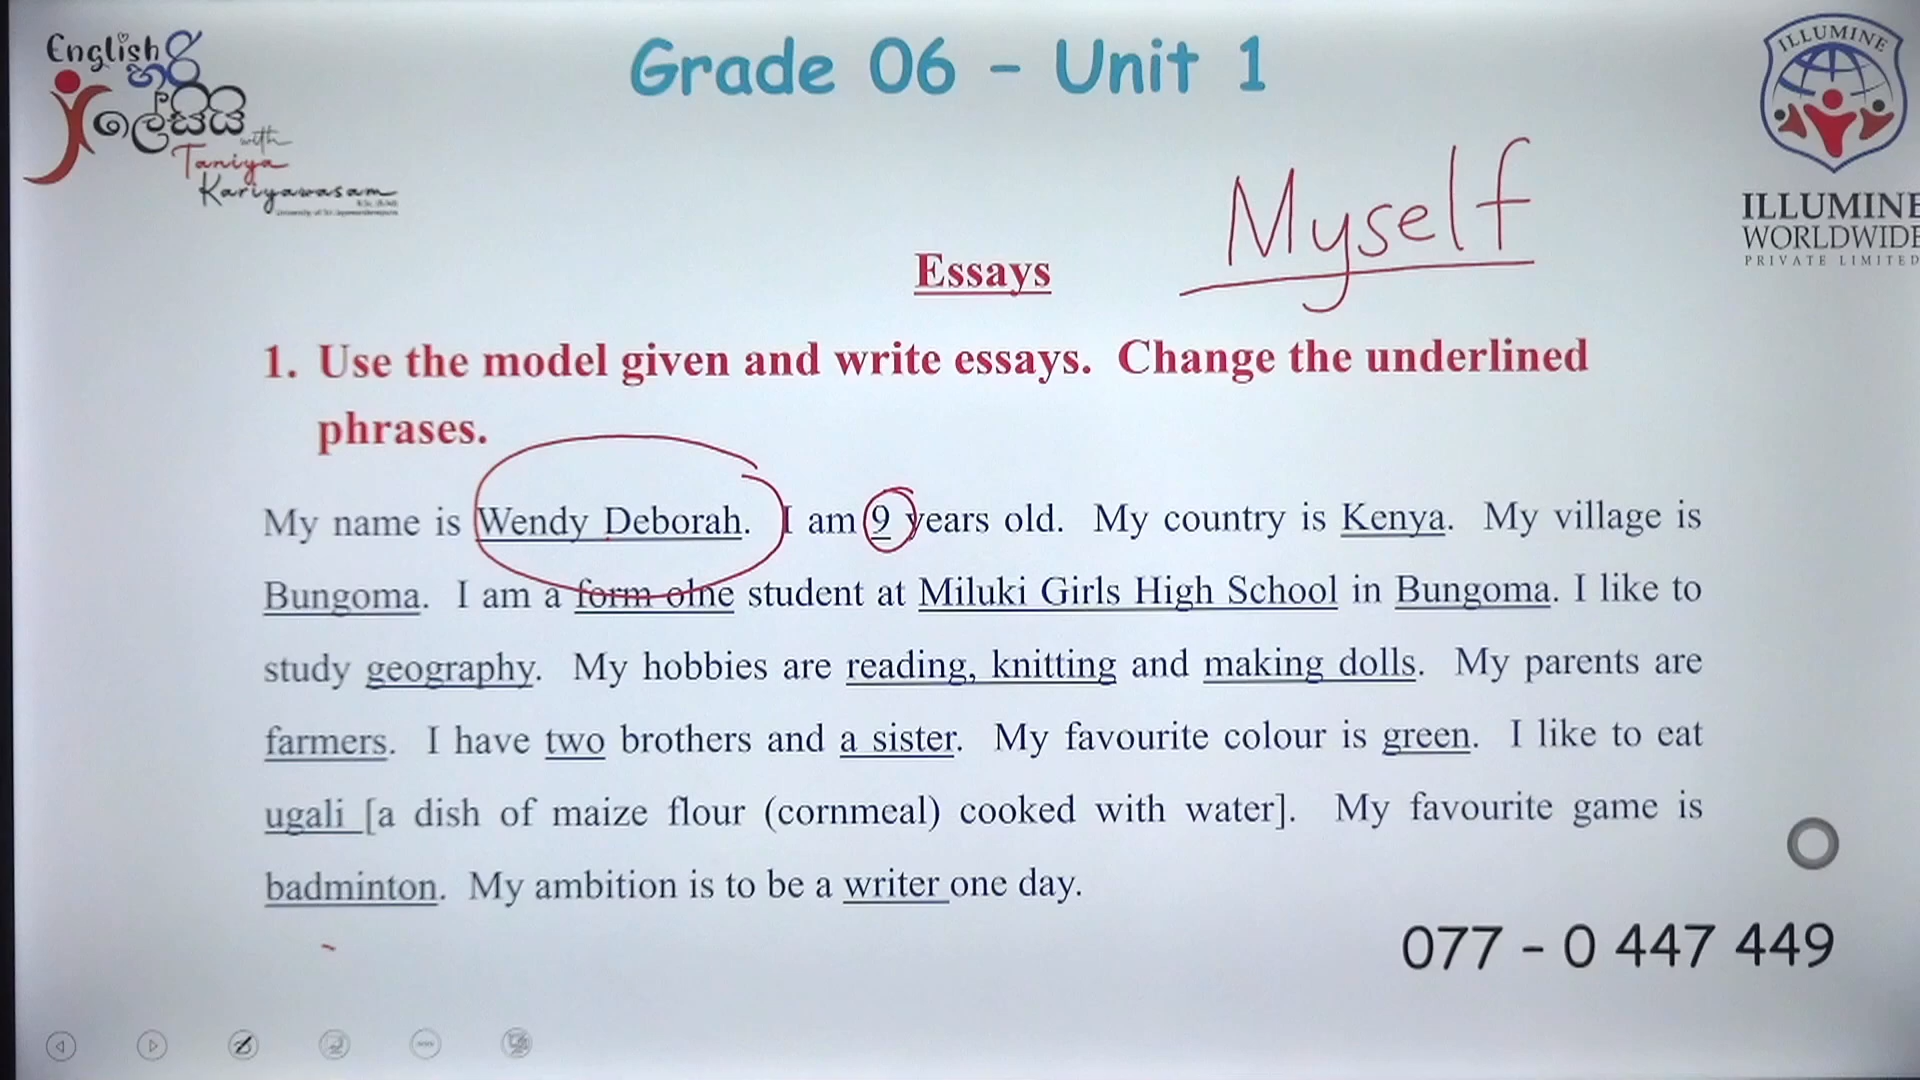 English හරි
ලේසියි
with
Taniya
Kariyawasam
Grade 06 - Unit 1
ILLUMINE
ILLUMINE
WORLDWIDE
PRIVATE LIMITED
Myself
Essays
1. Use the model given and write essays. Change the underlined
phrases.
My name is Wendy Deborah. I am 9 years old. My country is Kenya. My village is
Bungoma. I am a form olne student at Miluki Girls High School in Bungoma. I like to
study geography. My hobbies are reading, knitting and making dolls. My parents are
farmers. I have two brothers and a sister. My favourite colour is green. I like to eat
ugali [a dish of maize flour (cornmeal) cooked with water]. My favourite game is
badminton. My ambition is to be a writer one day.
077 - 0 447 449